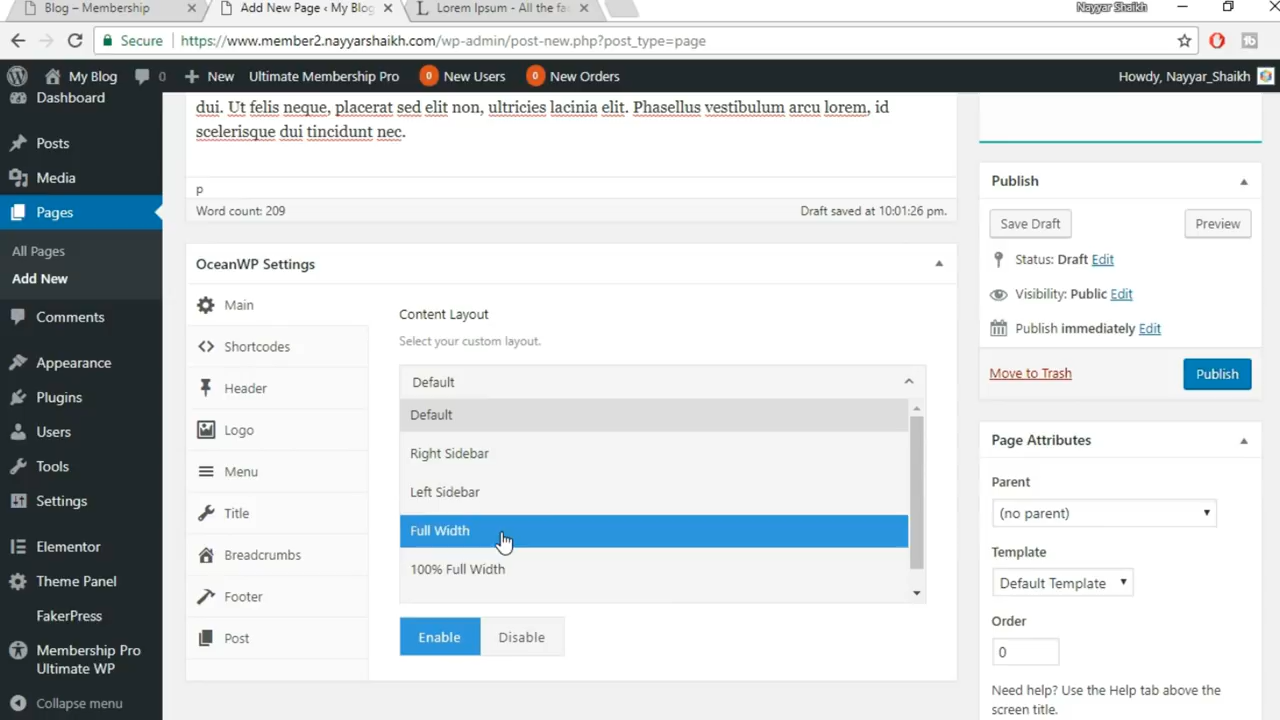 Blog – Membership
Add New Page ‹ My Blog
Lorem Ipsum - All the fa
Nayyar Shaikh
Secure
https://www.member2.nayyarshaikh.com/wp-admin/post-new.php?post_type=page
My Blog
0
New
Ultimate Membership Pro
0
New Users
0
New Orders
Howdy, Nayyar_Shaikh
Dashboard
Posts
Media
Pages
All Pages
Add New
Comments
Appearance
Plugins
Users
Tools
Settings
Elementor
Theme Panel
FakerPress
Membership Pro
Ultimate WP
Collapse menu
dui. Ut felis neque, placerat sed elit non, ultricies lacinia elit. Phasellus vestibulum arcu lorem, id
scelerisque dui tincidunt nec.
p
Word count: 209
Draft saved at 10:01:26 pm.
OceanWP Settings
Main
Shortcodes
Header
Logo
Menu
Title
Breadcrumbs
Footer
Post
Content Layout
Select your custom layout.
Default
Default
Right Sidebar
Left Sidebar
Full Width
100% Full Width
Enable
Disable
Publish
Save Draft
Preview
Status: Draft Edit
Visibility: Public Edit
Publish immediately Edit
Move to Trash
Publish
Page Attributes
Parent
(no parent)
Template
Default Template
Order
0
Need help? Use the Help tab above the
screen title.